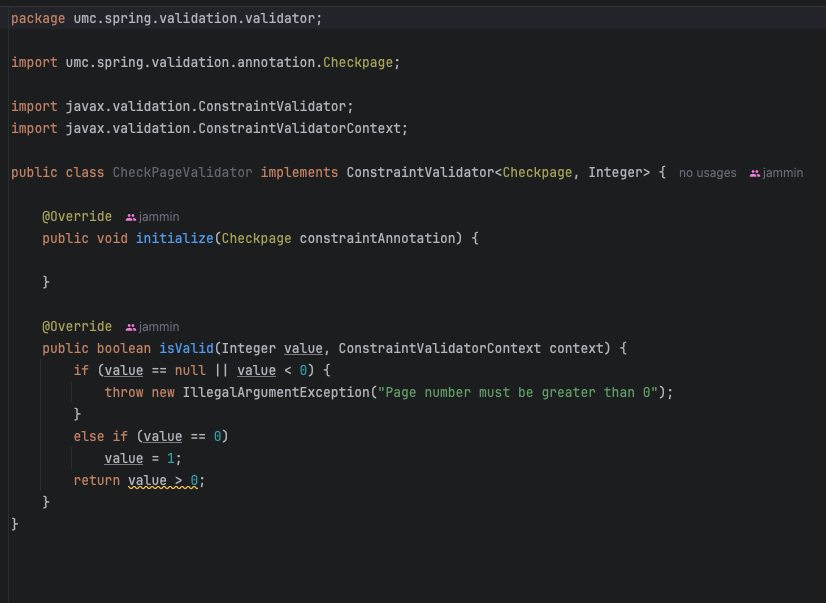 package umc.spring.validation.validator;
import umc.spring.validation.annotation.Checkpage;
import javax.validation.ConstraintValidator;
import javax.validation.ConstraintValidatorContext;
public class CheckPageValidator implements ConstraintValidator<Checkpage, Integer> { no usages jammin
@Override jammin
public void initialize(Checkpage constraintAnnotation) {
}
@Override jammin
public boolean isValid(Integer value, ConstraintValidatorContext context) {
if (value == null || value < 0) {
throw new IllegalArgumentException("Page number must be greater than 0");
}
else if (value == 0)
value = 1;
return value > 0;
}
}